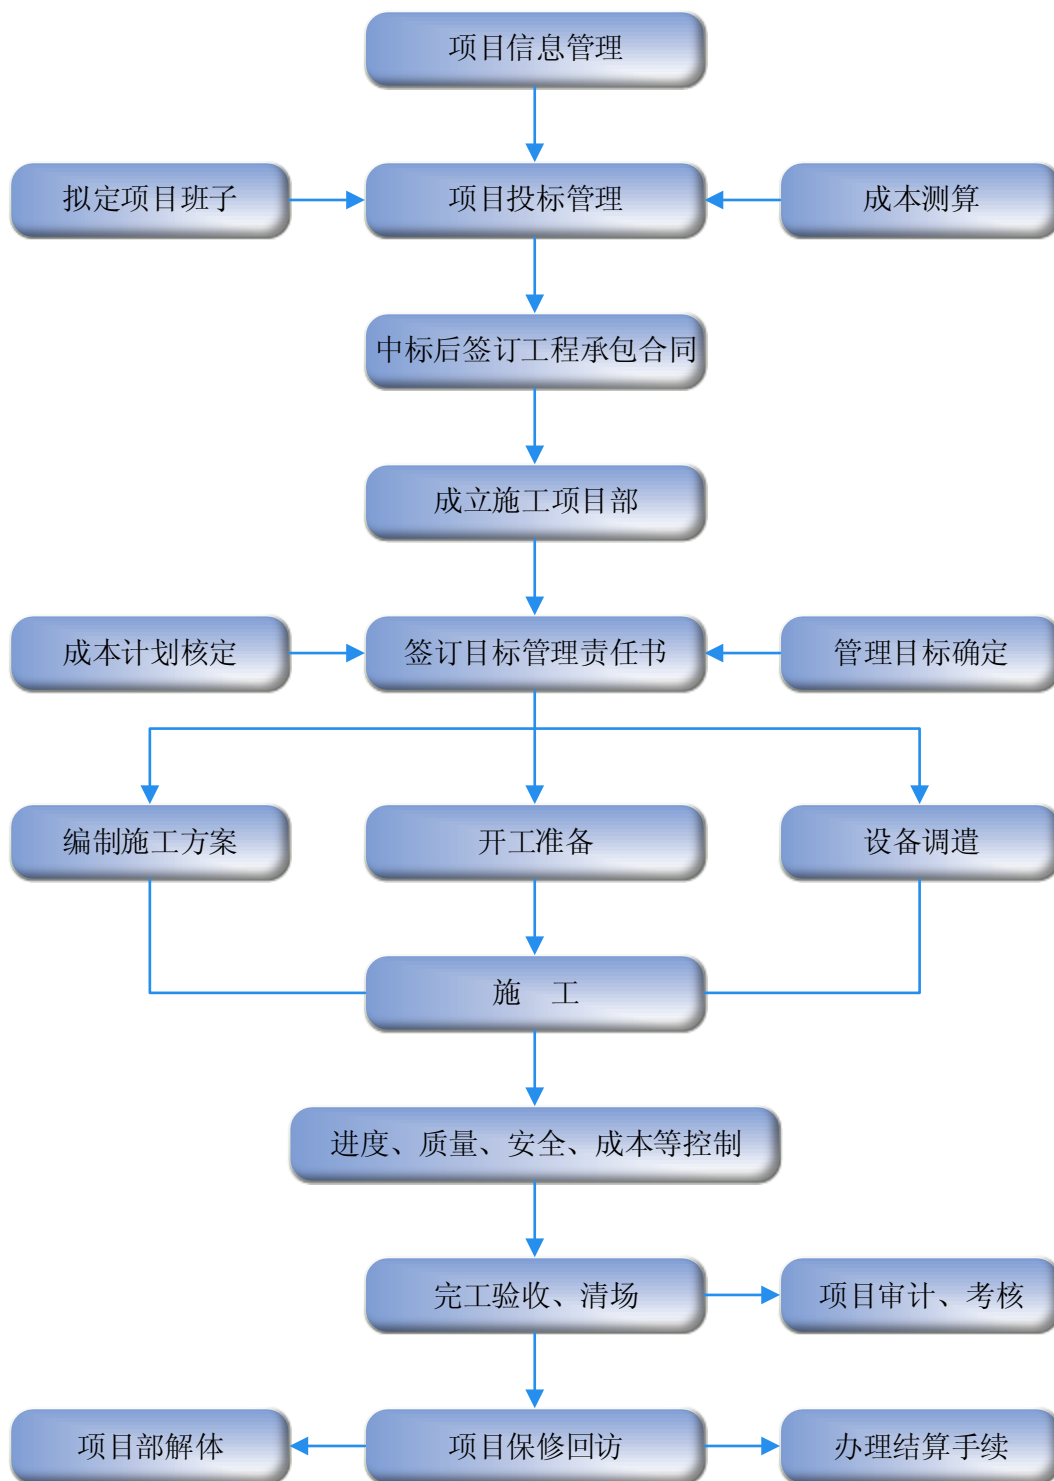 项目信息管理
拟定项目班子
项目投标管理
成本测算
中标后签订工程承包合同
成立施工项目部
成本计划核定
签订目标管理责任书
管理目标确定
编制施工方案
开工准备
设备调遣
施 工
进度、质量、安全、成本等控制
完工验收、清场
项目审计、考核
项目部解体
项目保修回访
办理结算手续